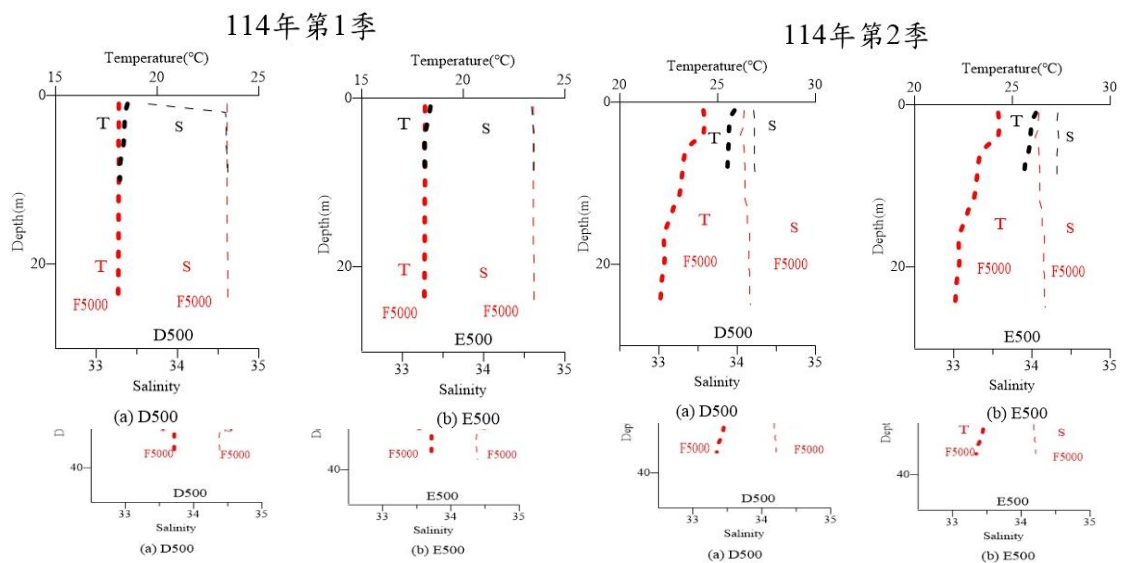 114年第1季
114年第2季
Temperature(℃)
15 20 25
0
T S
Depth(m)
20
T S
F5000 F5000
D500
33 34 35
Salinity
(a) D500
Temperature(℃)
15 20 25
0
T S
Depth(m)
20
T S
F5000 F5000
E500
33 34 35
Salinity
(b) E500
Temperature(℃)
20 25 30
0
T S
Depth(m)
T S
20
F5000 F5000
D500
33 34 35
Salinity
(a) D500
Temperature(℃)
20 25 30
0
T S
Depth(m)
T S
20
F5000 F5000
E500
33 34 35
Salinity
(b) E500
F5000 F5000
40
D500
33 34 35
Salinity
(a) D500
F5000 F5000
40
E500
33 34 35
Salinity
(b) E500
F5000 F5000
40
D500
33 34 35
Salinity
(a) D500
T S
F5000 F5000
40
E500
33 34 35
Salinity
(b) E500